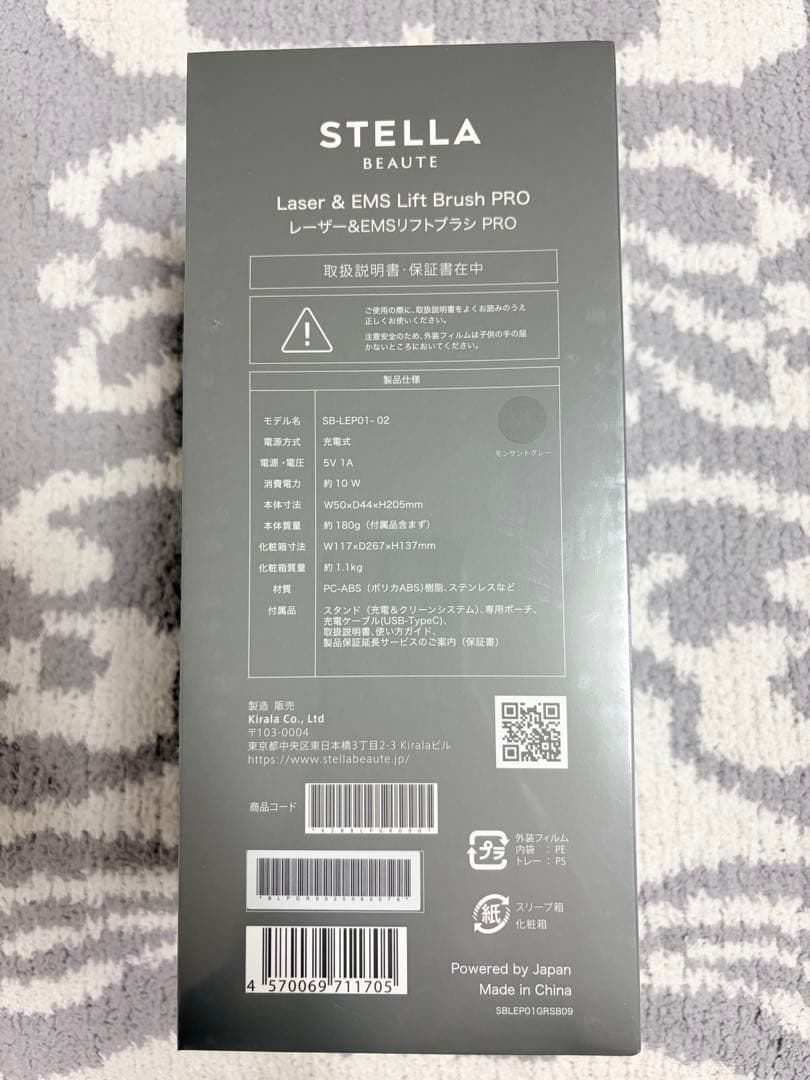 STELLA
BEAUTE
Laser & EMS Lift Brush PRO
レーザー&EMSリフトブラシ PRO
取扱説明書・保証書在中
ご使用の際に、取扱説明書をよくお読みのうえ
正しくお使いください。
注意安全のため、外装フィルムは子供の手の届
かないところにおいてください。
製品仕様
モデル名 SB-LEP01- 02
モンサントグレー
電源方式 充電式
電源・電圧 5V 1A
消費電力 約 10 W
本体寸法 W50×D44×H205mm
本体質量 約 180g（付属品含まず）
化粧箱寸法 W117×D267×H137mm
化粧箱質量 約 1.1kg
材質 PC-ABS（ポリカABS）樹脂、ステンレスなど
付属品 スタンド（充電＆クリーンシステム）、専用ポーチ、
充電ケーブル(USB-TypeC)、
取扱説明書、使い方ガイド、
製品保証延長サービスのご案内（保証書）
製造 販売
Kirala Co., Ltd
〒103-0004
東京都中央区東日本橋3丁目2-3 Kiralaビル
https://www.stellabeaute.jp/
商品コード
プラ
外装フィルム
内袋 : PE
トレー : PS
紙
スリーブ箱
化粧箱
4 570069 711705
Powered by Japan
Made in China
SBLEP01GRSB09